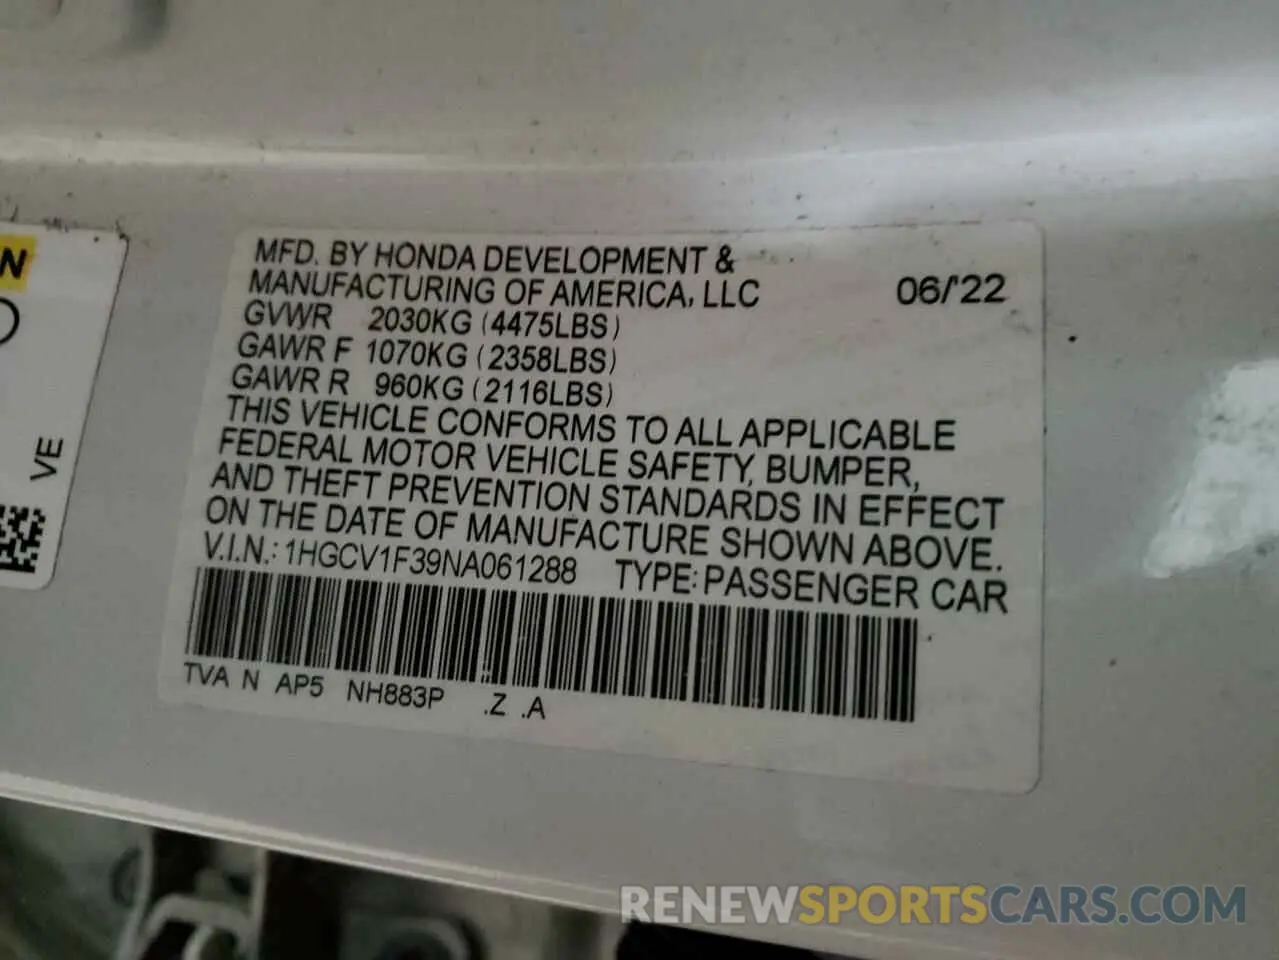 MFD. BY HONDA DEVELOPMENT &
MANUFACTURING OF AMERICA, LLC 06/'22
GVWR 2030KG (4475LBS)
GAWR F 1070KG (2358LBS)
GAWR R 960KG (2116LBS)
THIS VEHICLE CONFORMS TO ALL APPLICABLE
FEDERAL MOTOR VEHICLE SAFETY, BUMPER,
AND THEFT PREVENTION STANDARDS IN EFFECT
ON THE DATE OF MANUFACTURE SHOWN ABOVE.
V.I.N.: 1HGCV1F39NA061288 TYPE: PASSENGER CAR
TVA N AP5 NH883P .Z .A
N
VE
RENEWSPORTSCARS.COM